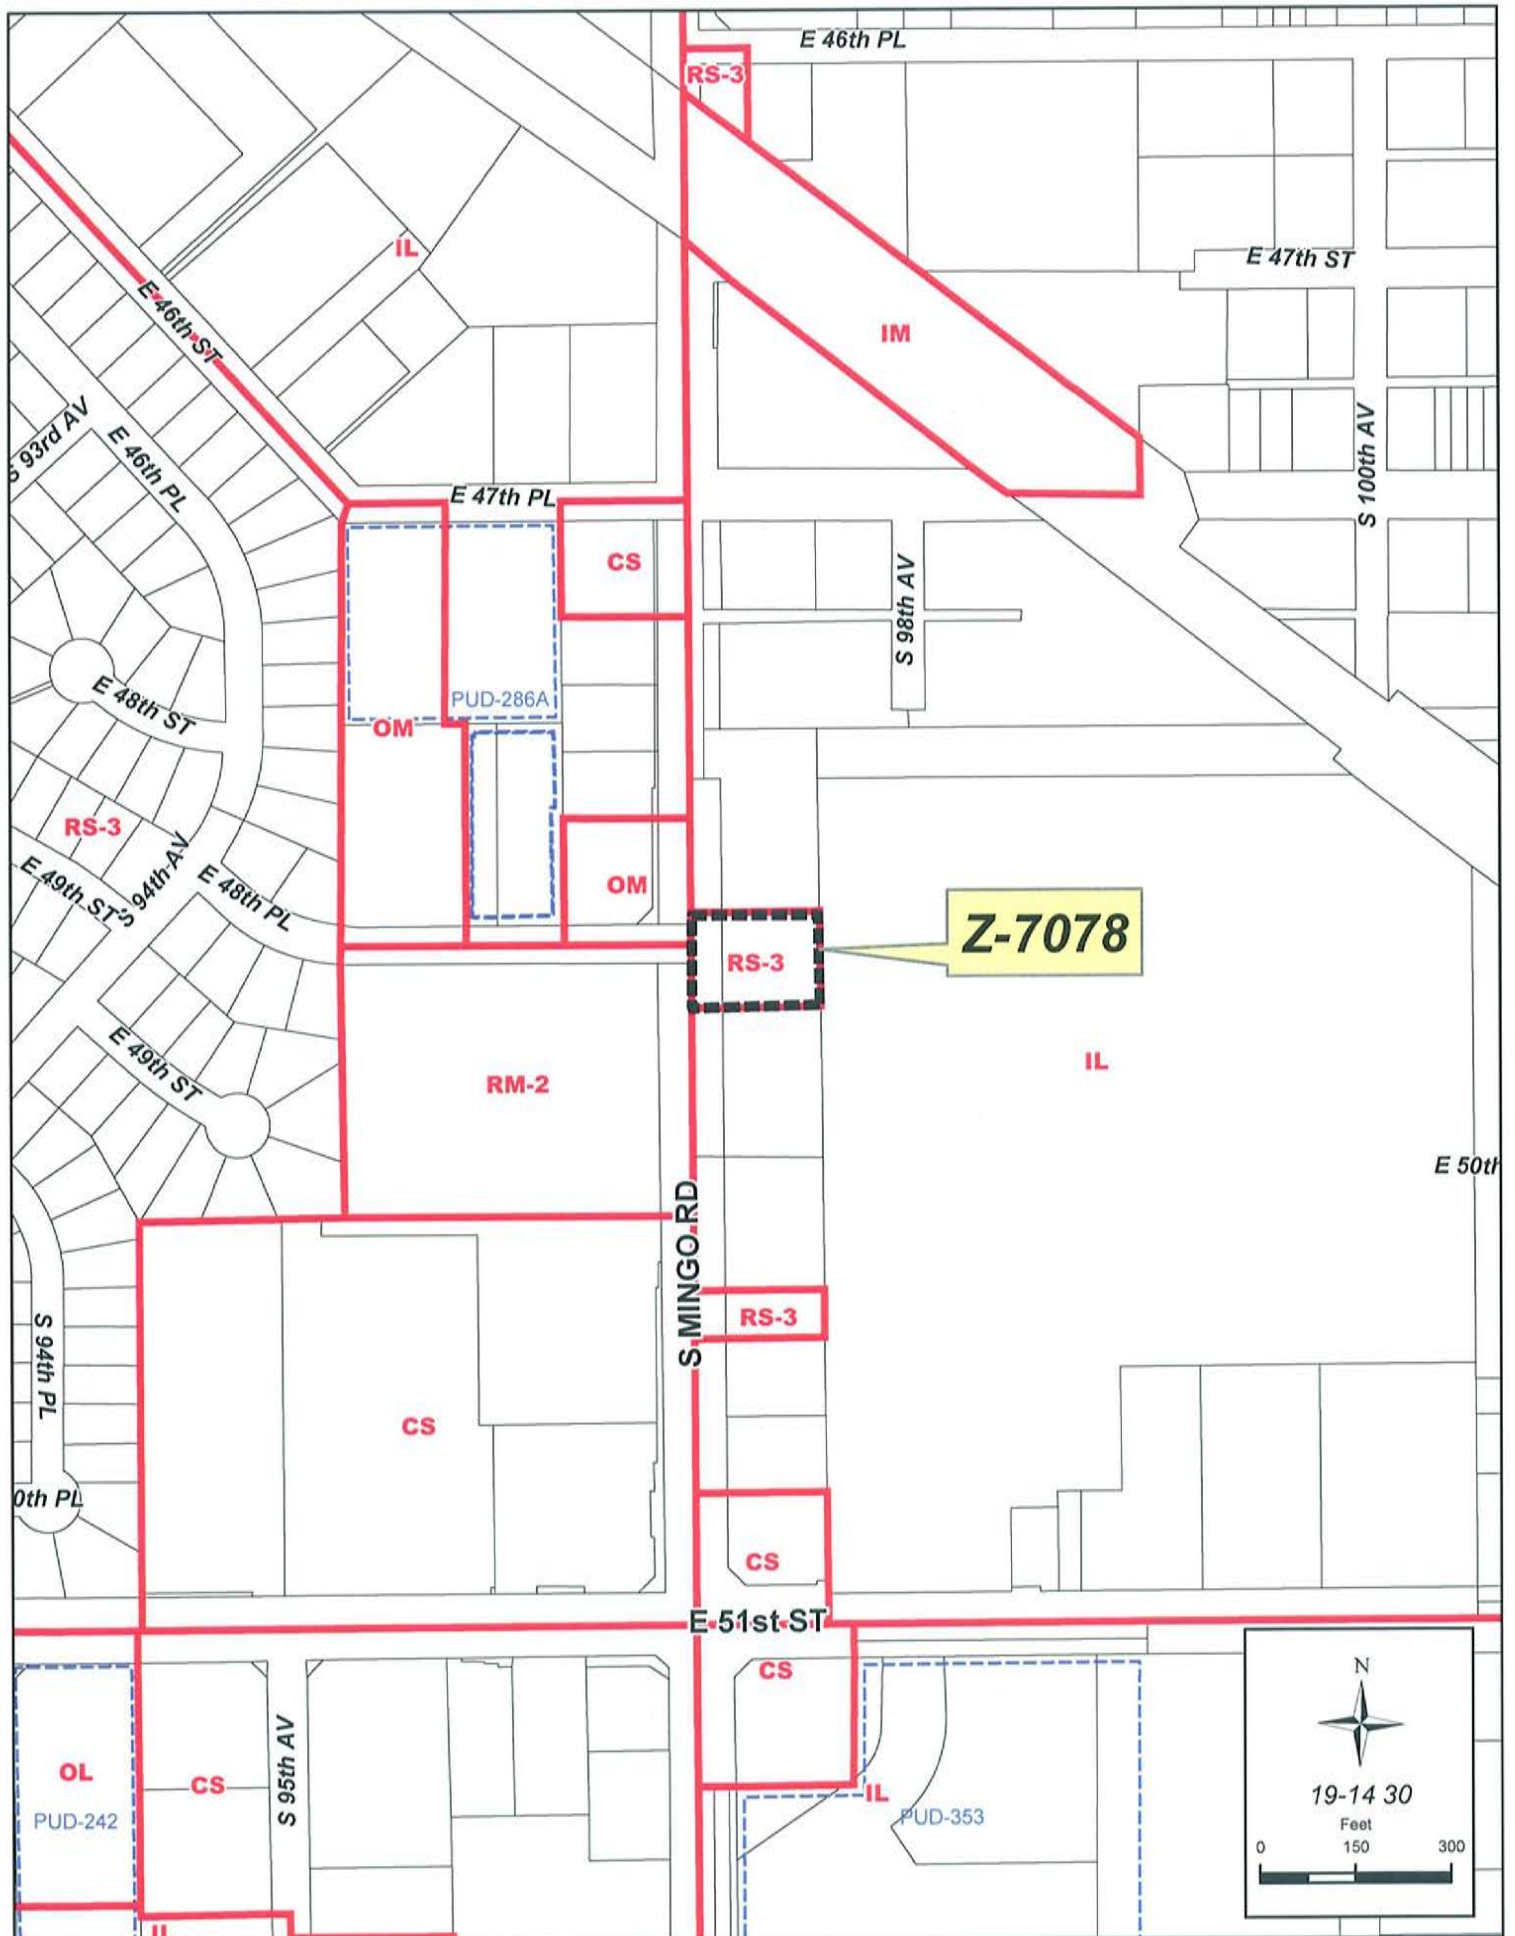 E 46th PL
RS-3
IL
E 47th ST
E 46th ST
IM
S 93rd AV
E 46th PL
S 100th AV
E 47th PL
CS
S 98th AV
E 48th ST
PUD-286A
OM
RS-3
E 49th ST
S 94th AV
E 48th PL
OM
Z-7078
RS-3
E 49th ST
RM-2
IL
E 50th
S MINGO RD
RS-3
S 94th PL
CS
0th PL
CS
E 51st ST
CS
N
OL
CS
S 95th AV
IL
PUD-242
PUD-353
19-14 30
Feet
0 150 300